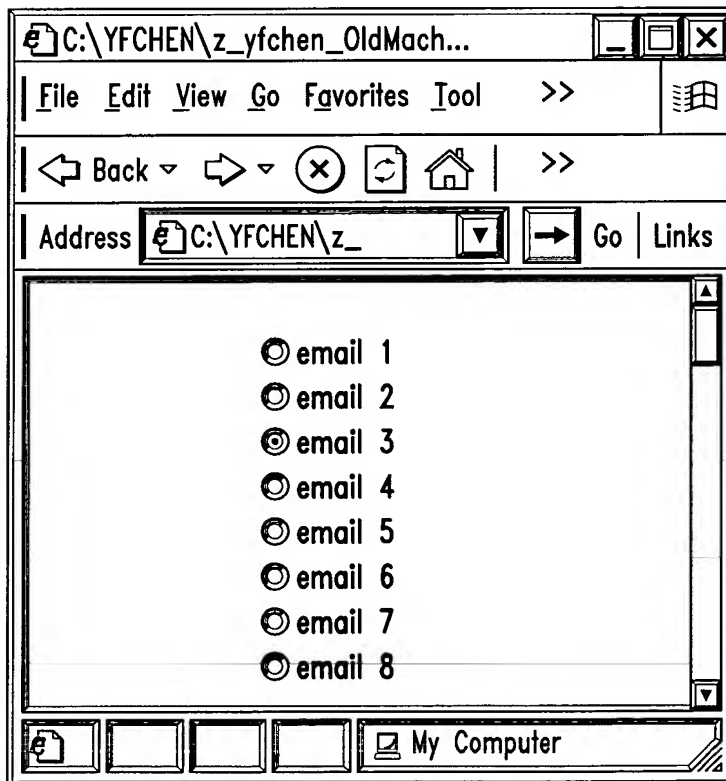 C:\YFCHEN\z_yfchen_OldMach...
File Edit View Go Favorites Tool >>
Back >>
Address C:\YFCHEN\z_ Go Links
email 1
email 2
email 3
email 4
email 5
email 6
email 7
email 8
My Computer